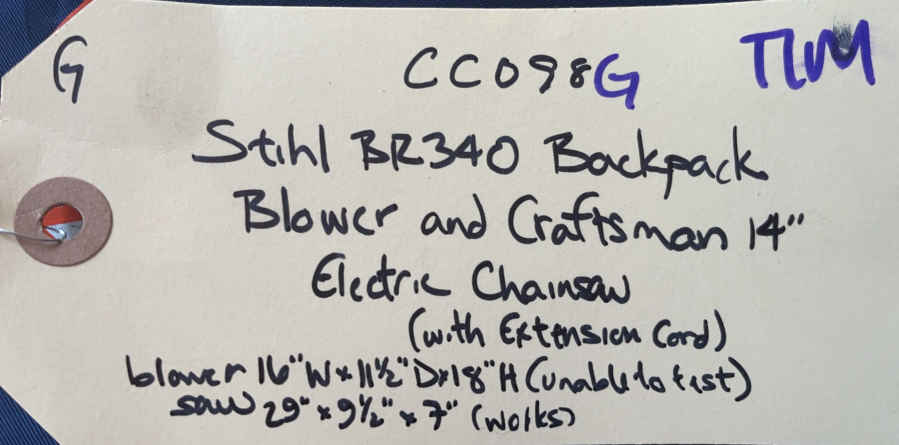 G CC098G TLM
Stihl BR340 Backpack
Blower and Craftsman 14"
Electric Chainsaw
(with Extension Cord)
blower 16"W x 11½"D x 18"H (unable to test)
saw 29" x 9½" x 7" (works)